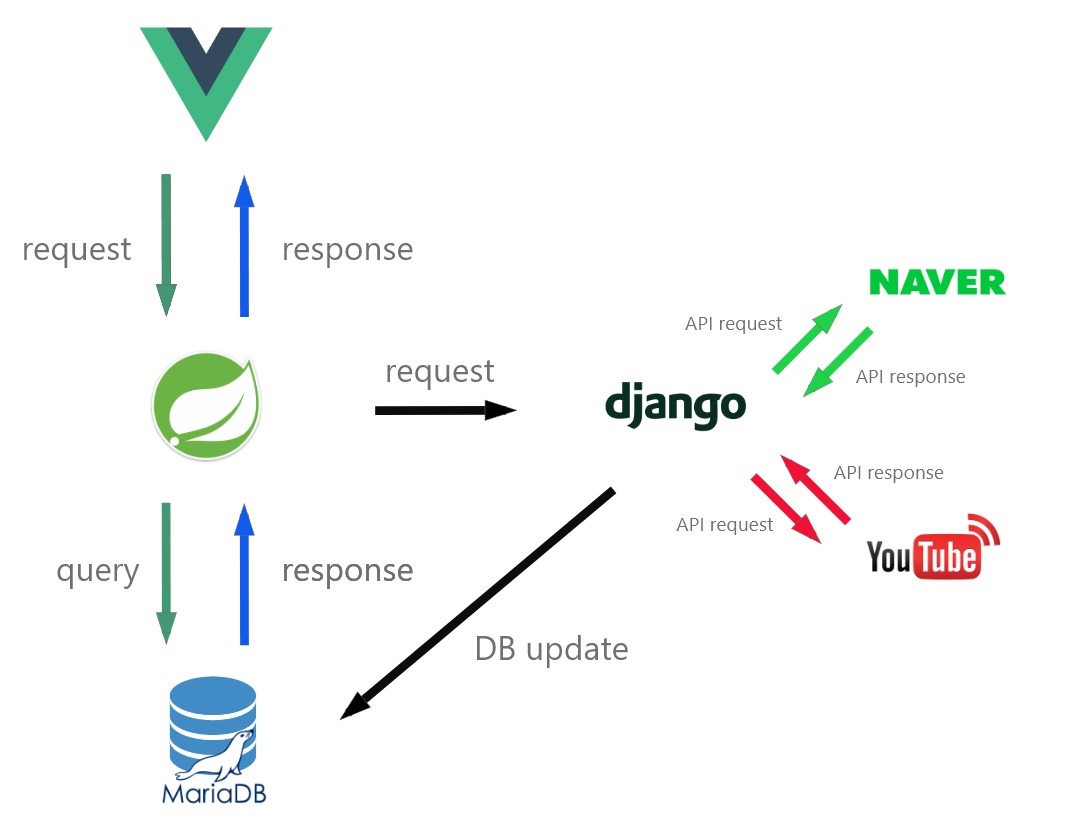 request
response
NAVER
API request
API response
request
django
API response
API request
YouTube
query
response
DB update
MariaDB